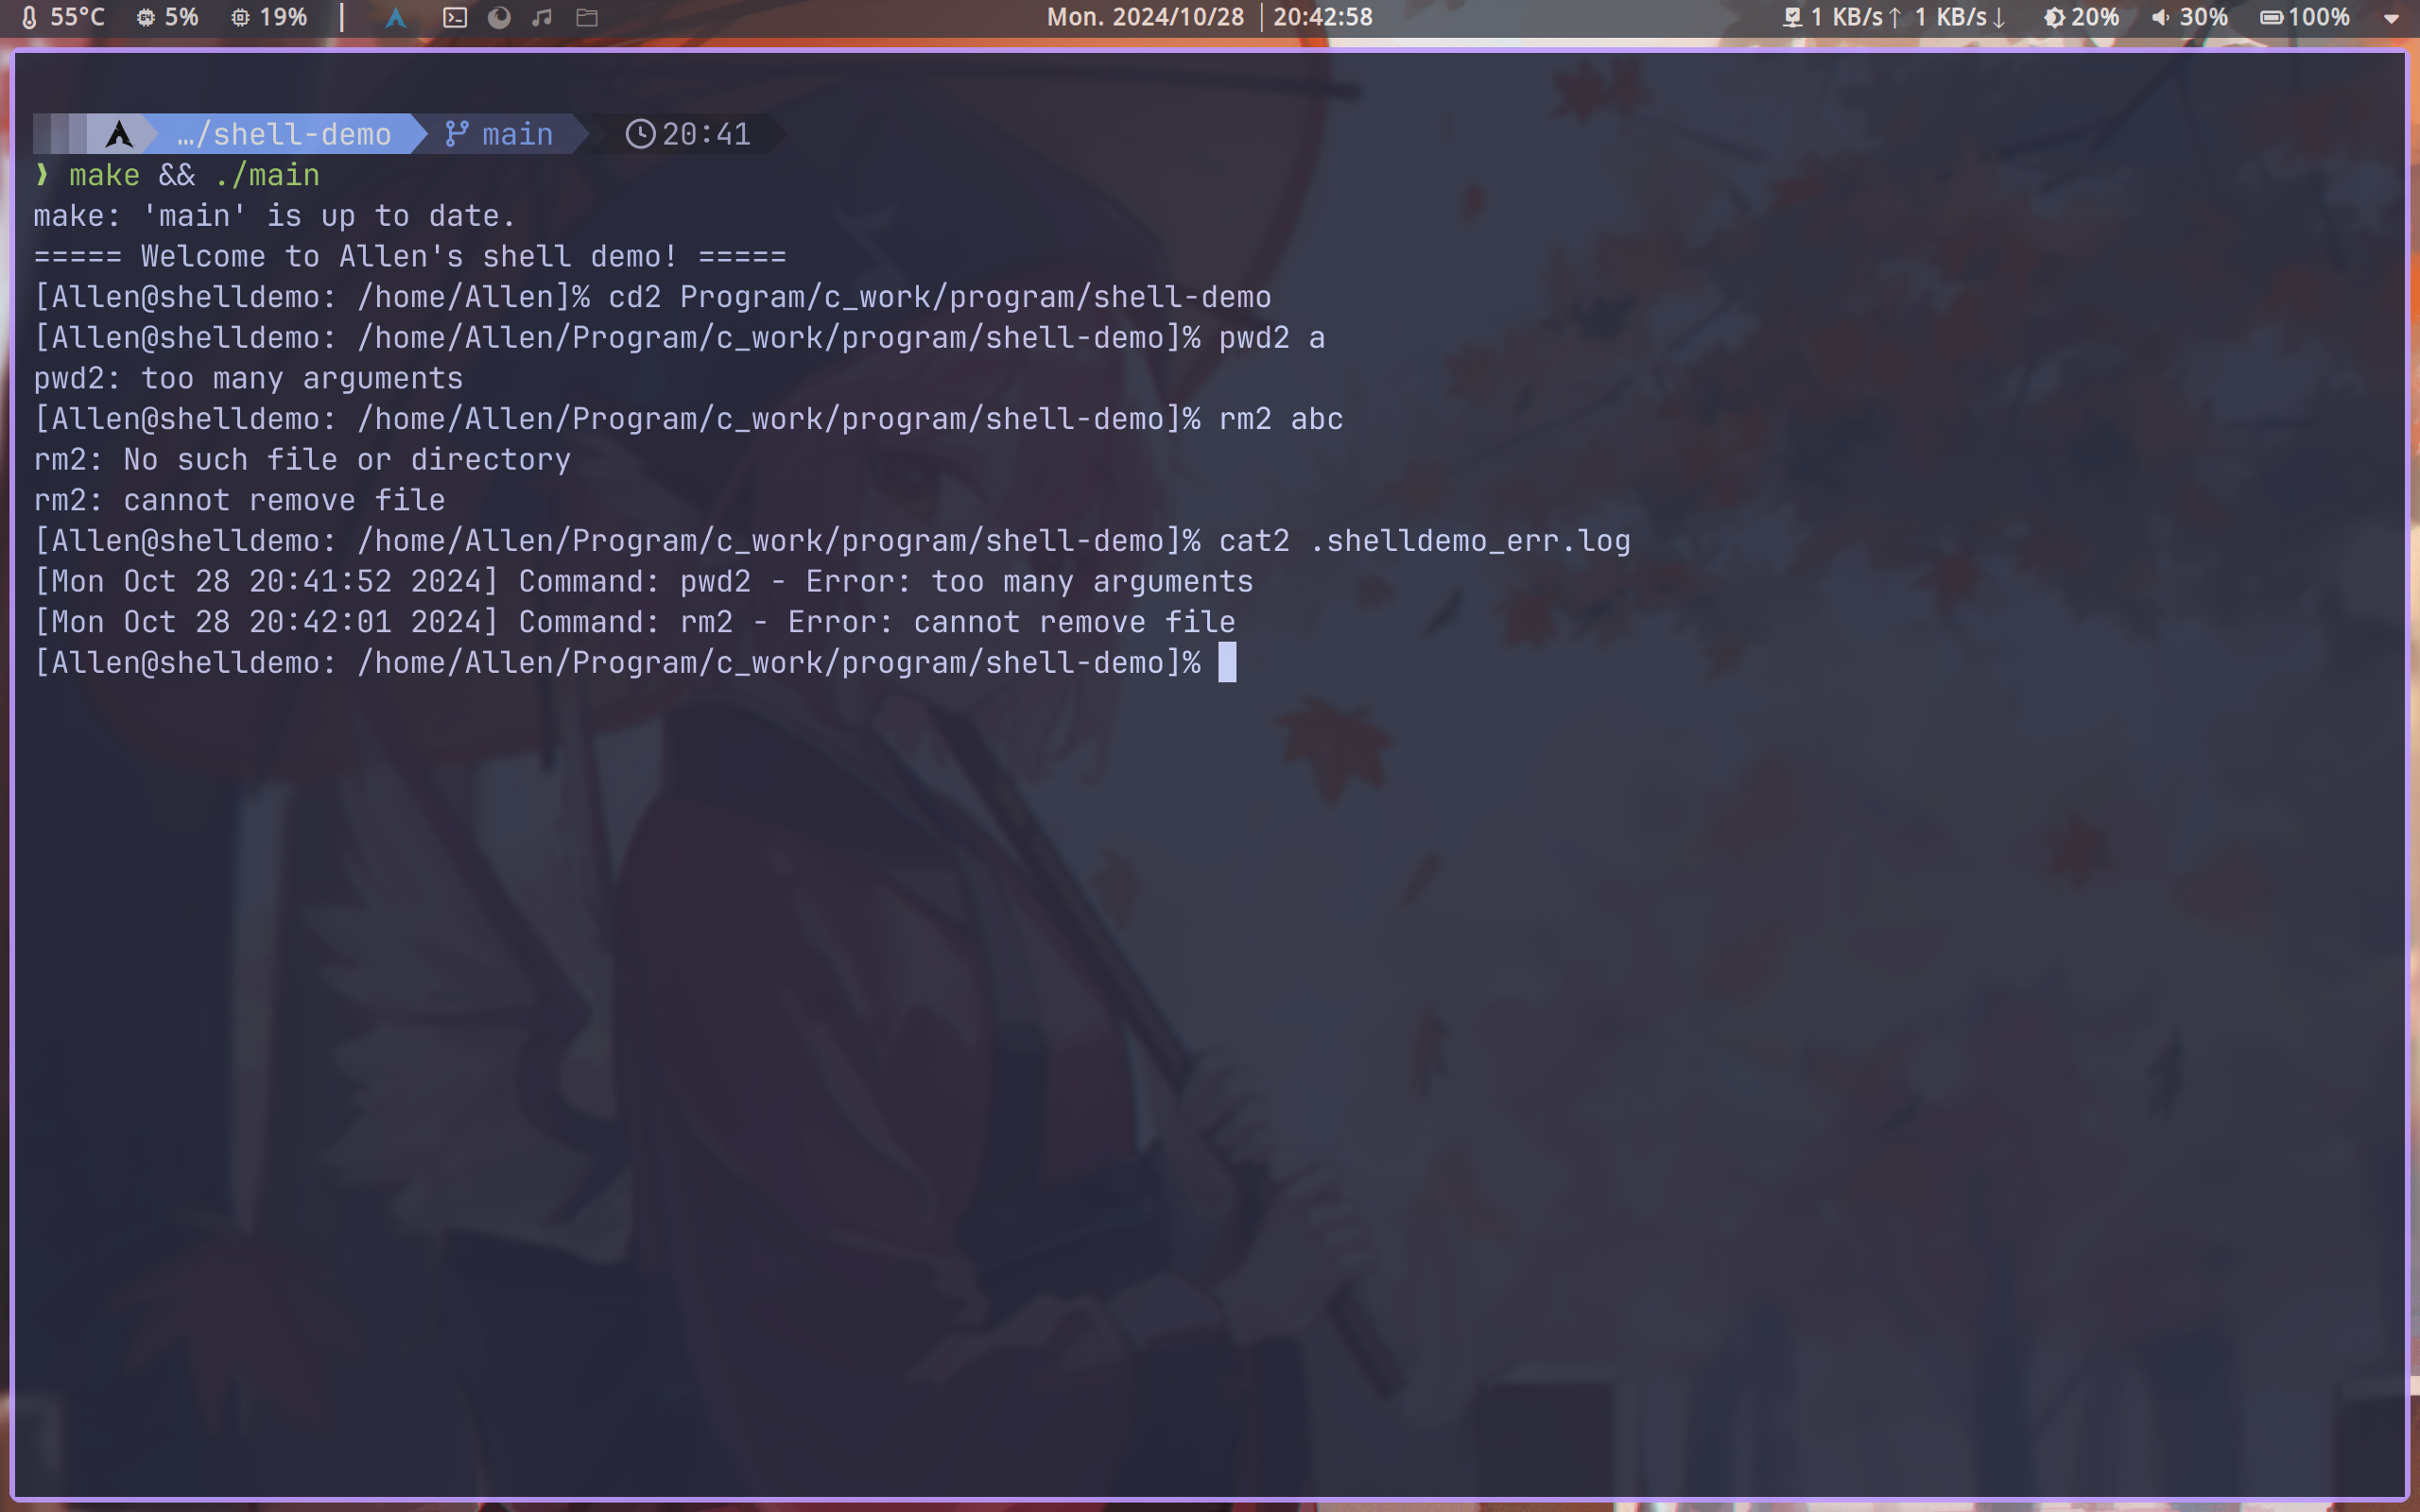 55°C 5% 19% Mon. 2024/10/28 20:42:58 1 KB/s↑ 1 KB/s↓ 20% 30% 100%
…/shell-demo main 20:41
❱ make && ./main
make: 'main' is up to date.
===== Welcome to Allen's shell demo! =====
[Allen@shelldemo: /home/Allen]% cd2 Program/c_work/program/shell-demo
[Allen@shelldemo: /home/Allen/Program/c_work/program/shell-demo]% pwd2 a
pwd2: too many arguments
[Allen@shelldemo: /home/Allen/Program/c_work/program/shell-demo]% rm2 abc
rm2: No such file or directory
rm2: cannot remove file
[Allen@shelldemo: /home/Allen/Program/c_work/program/shell-demo]% cat2 .shelldemo_err.log
[Mon Oct 28 20:41:52 2024] Command: pwd2 - Error: too many arguments
[Mon Oct 28 20:42:01 2024] Command: rm2 - Error: cannot remove file
[Allen@shelldemo: /home/Allen/Program/c_work/program/shell-demo]%